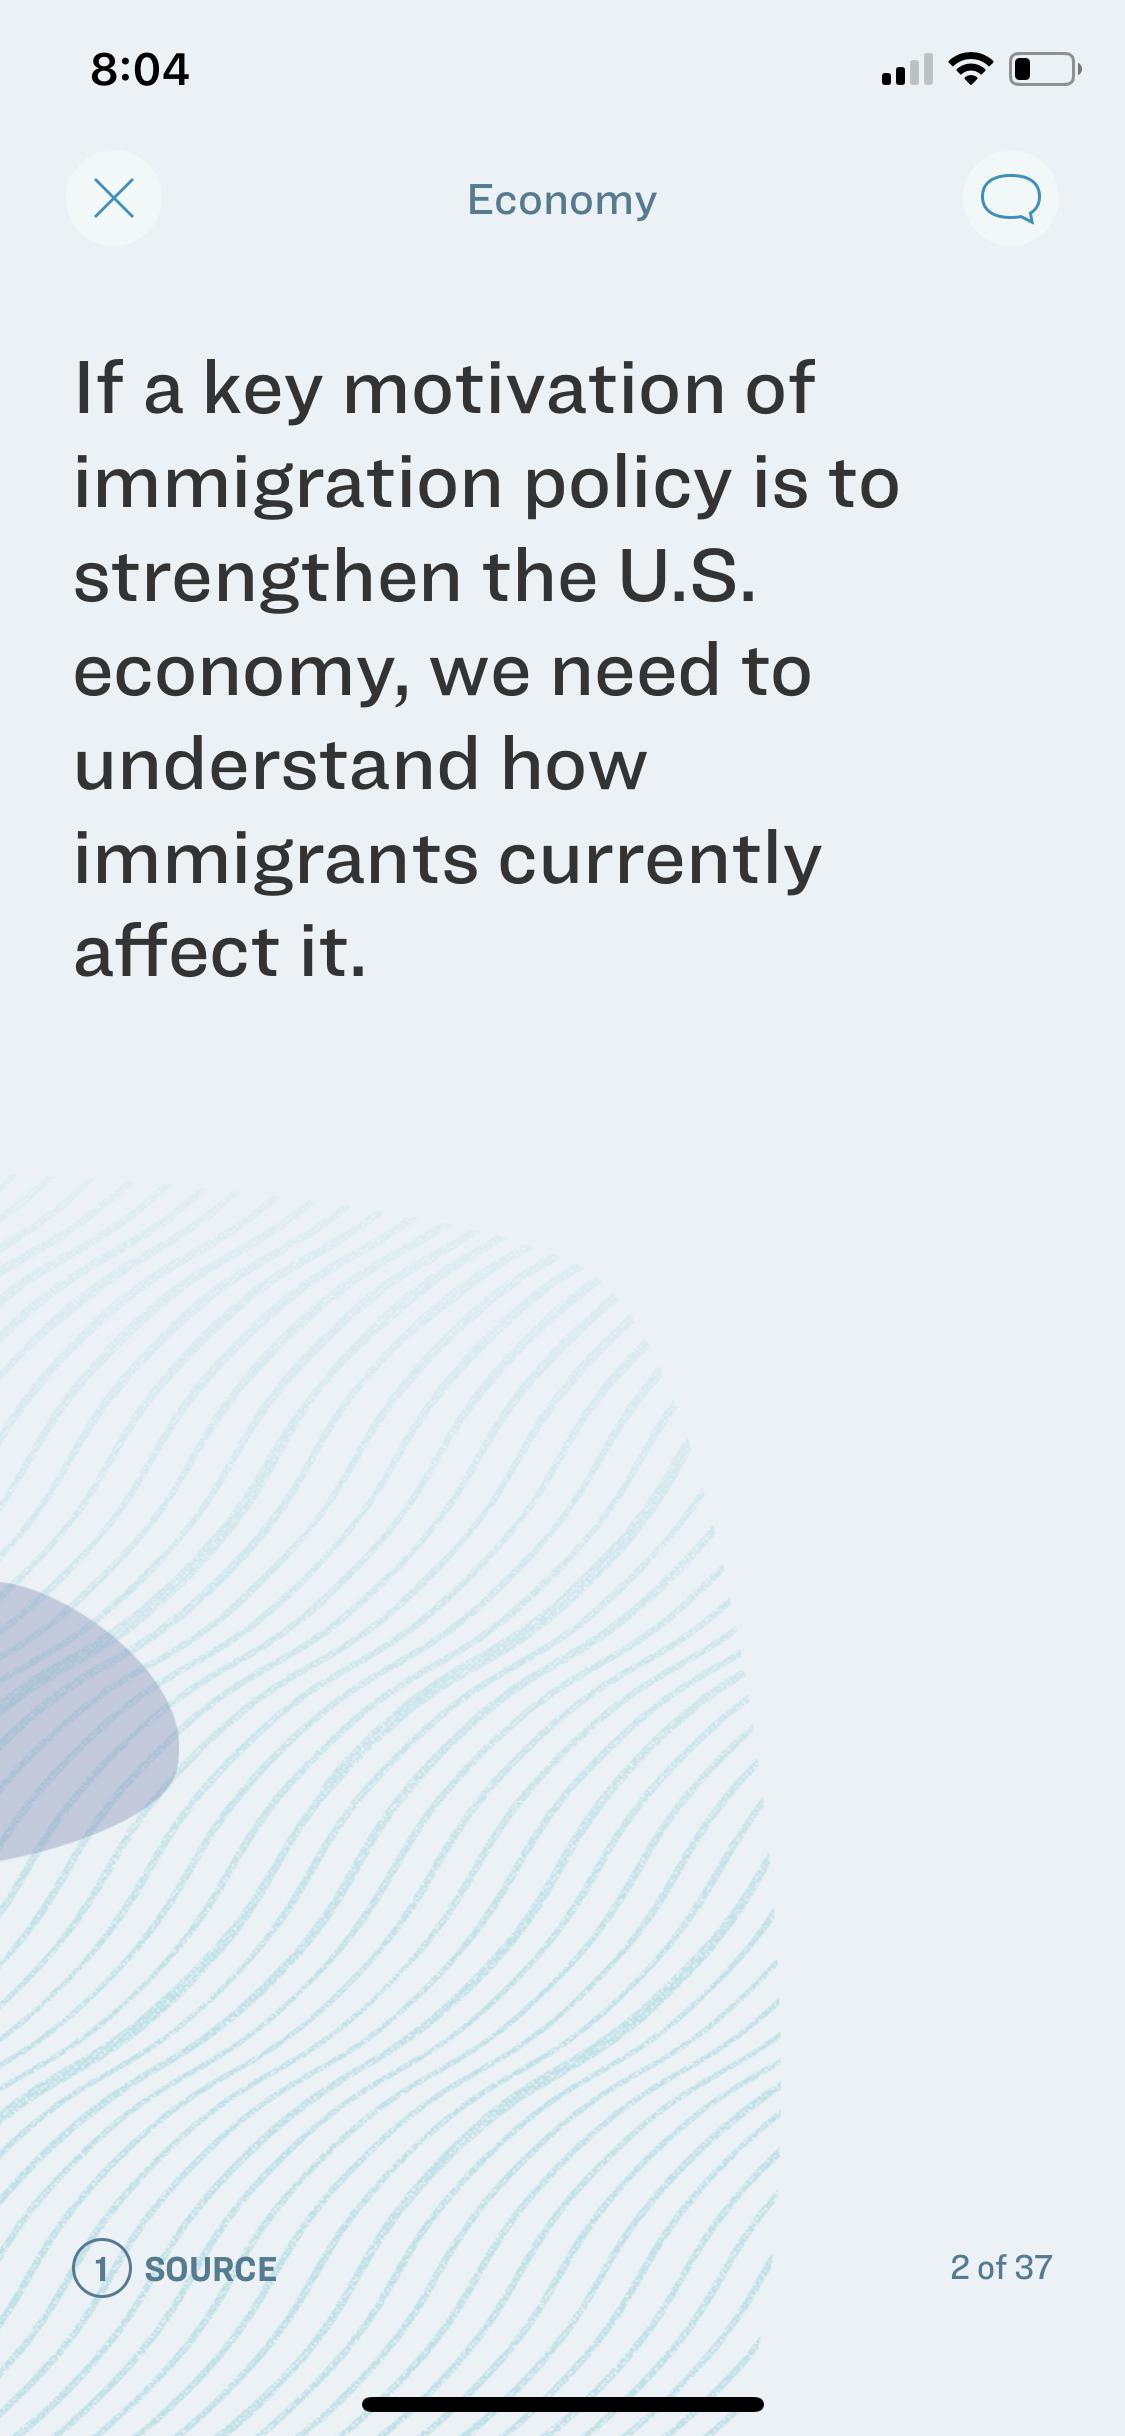 8:04
Economy
If a key motivation of
immigration policy is to
strengthen the U.S.
economy, we need to
understand how
immigrants currently
affect it.
1 SOURCE
2 of 37